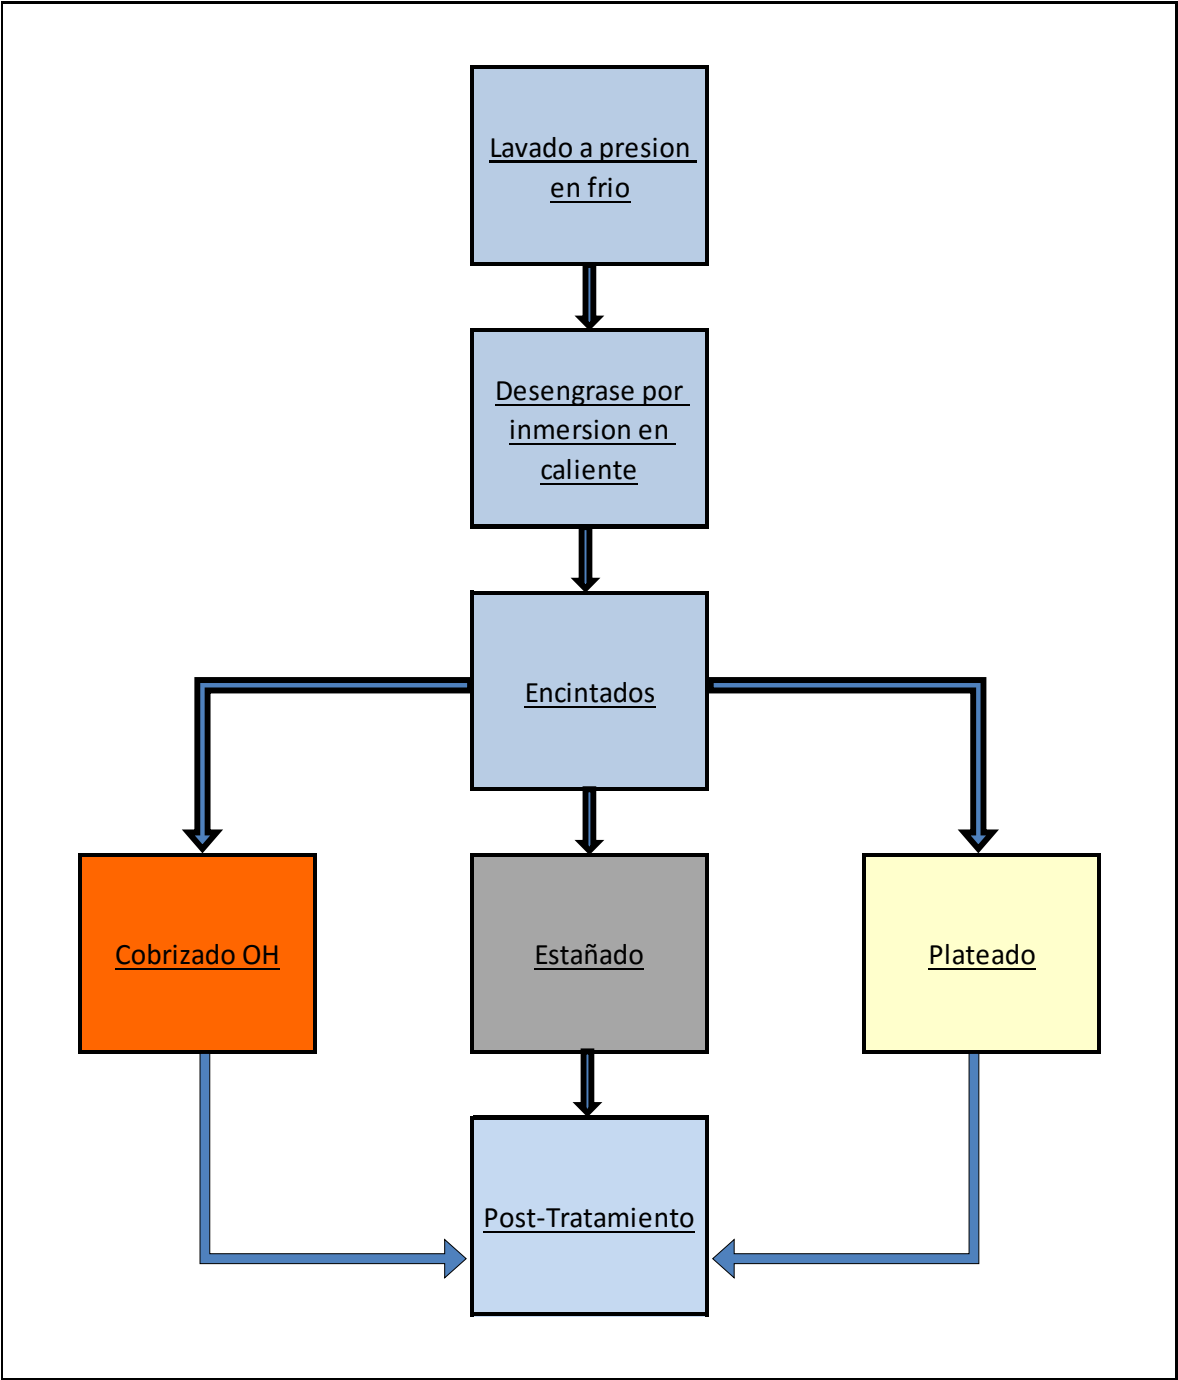 Lavado a presion
en frio
Desengrase por
inmersion en
caliente
Encintados
Cobrizado OH
Estañado
Plateado
Post-Tratamiento